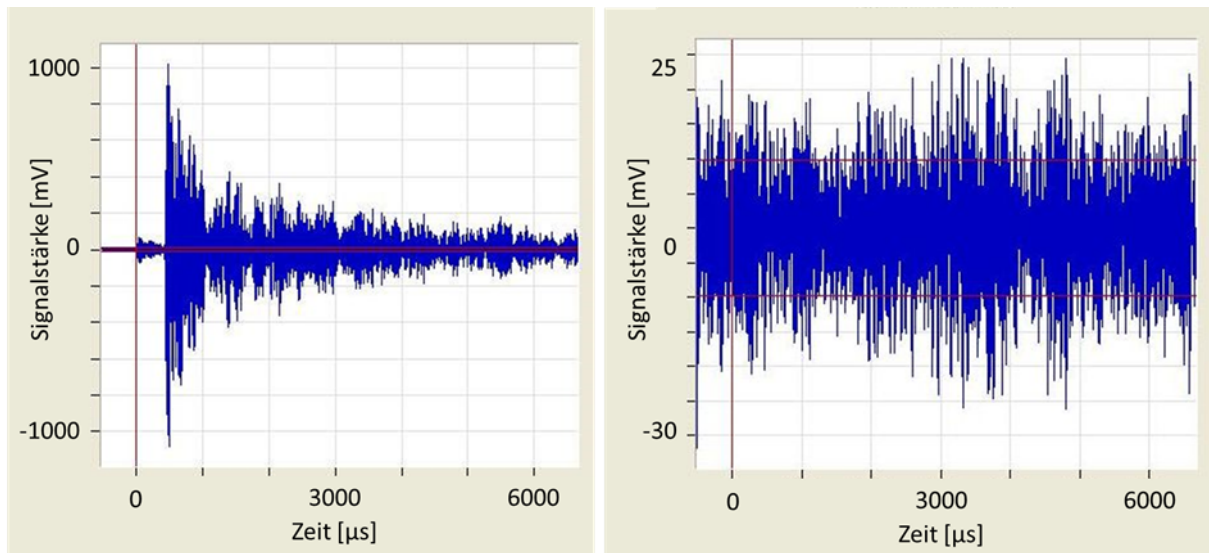 1000
0
-1000
Signalstärke [mV]
0 3000 6000
Zeit [µs]
25
0
-30
Signalstärke [mV]
0 3000 6000
Zeit [µs]